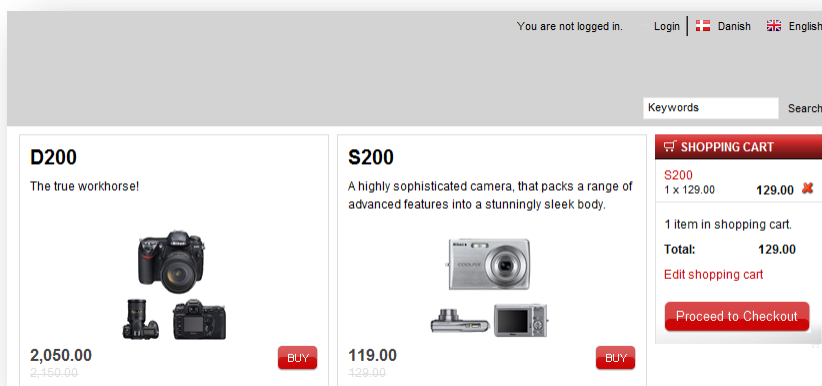 You are not logged in. Login Danish English
Keywords Search
D200
The true workhorse!
2,050.00
2,150.00
BUY
S200
A highly sophisticated camera, that packs a range of
advanced features into a stunningly sleek body.
Nikon
COOLPIX
119.00
129.00
BUY
SHOPPING CART
S200
1 x 129.00 129.00
1 item in shopping cart.
Total: 129.00
Edit shopping cart
Proceed to Checkout